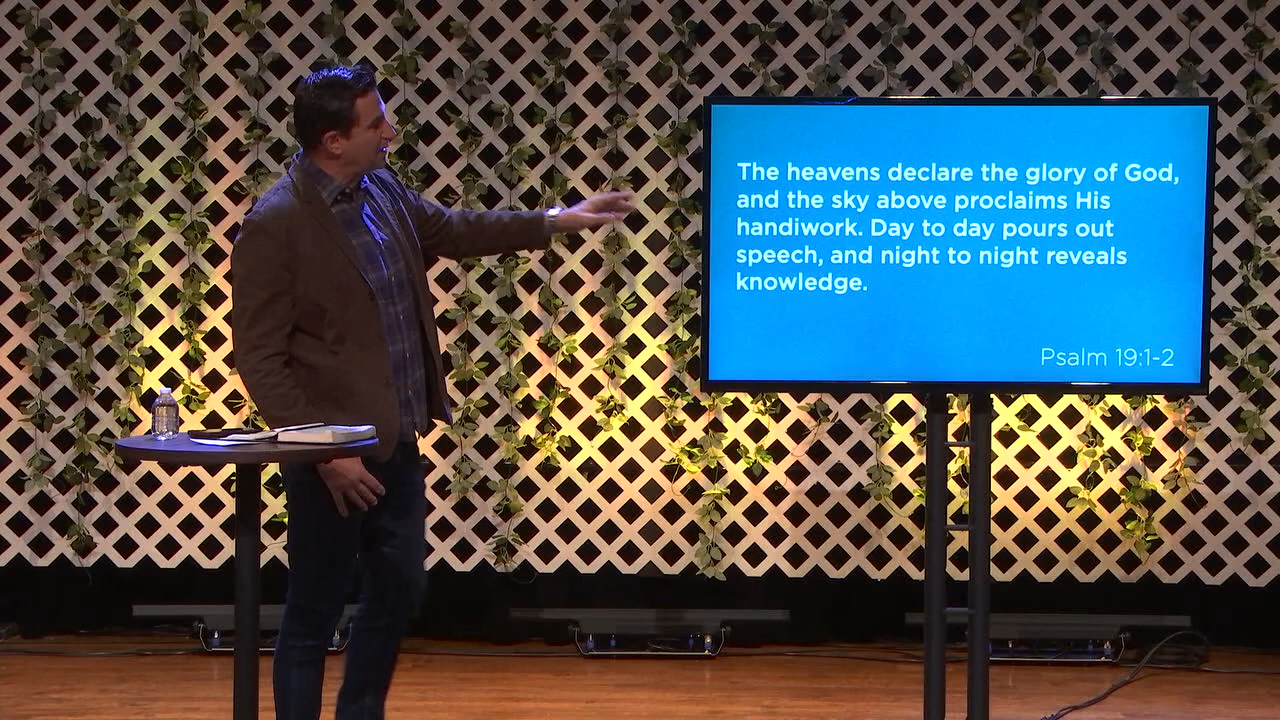 The heavens declare the glory of God,
and the sky above proclaims His
handiwork. Day to day pours out
speech, and night to night reveals
knowledge.
Psalm 19:1-2